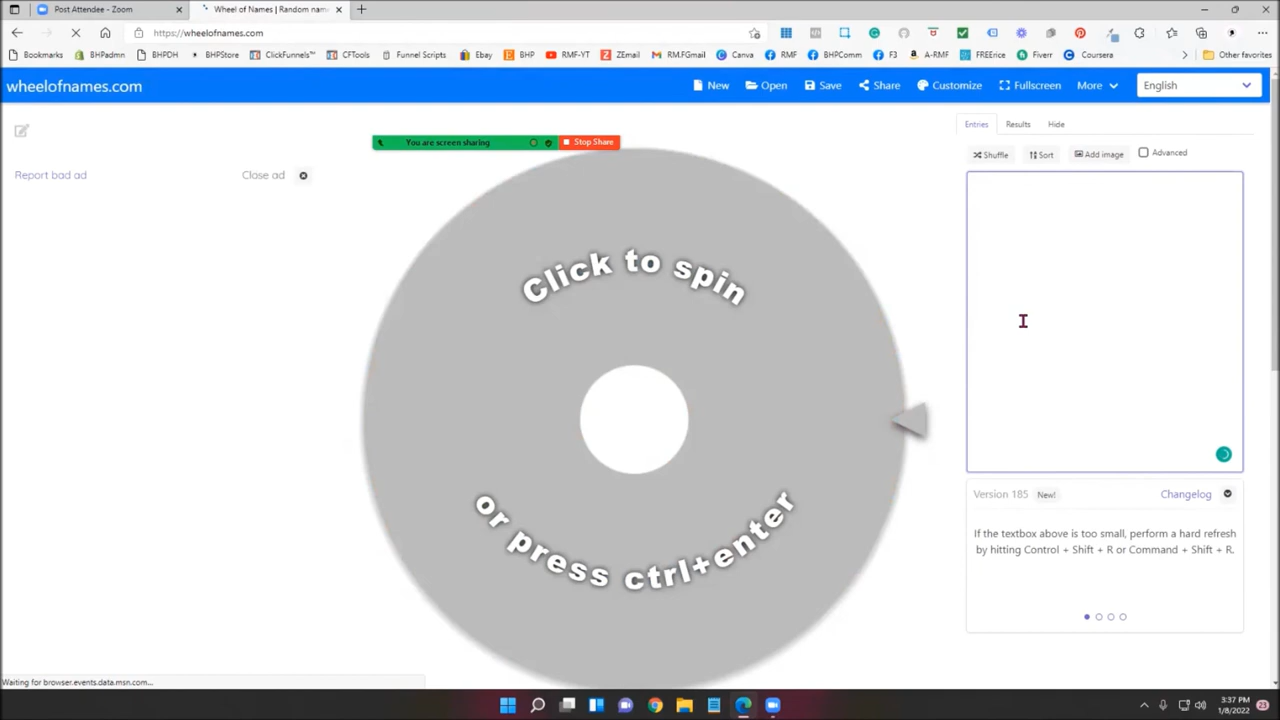 Post Attendee - Zoom
Wheel of Names | Random name
https://wheelofnames.com
Bookmarks BHPadmn BHPDH BHPStore ClickFunnels™ CFTools Funnel Scripts Ebay BHP RMF-YT ZEmail RM.FGmail Canva RMF BHPComm F3 A-RMF FREErice Fiverr Coursera Other favorites
wheelofnames.com New Open Save Share Customize Fullscreen More English
Entries Results Hide
You are screen sharing Stop Share
Shuffle Sort Add image Advanced
Report bad ad Close ad
Click to spin
or press ctrl+enter
Version 185 New! Changelog
If the textbox above is too small, perform a hard refresh
by hitting Control + Shift + R or Command + Shift + R.
Waiting for browser.events.data.msn.com...
3:37 PM
1/8/2022
23